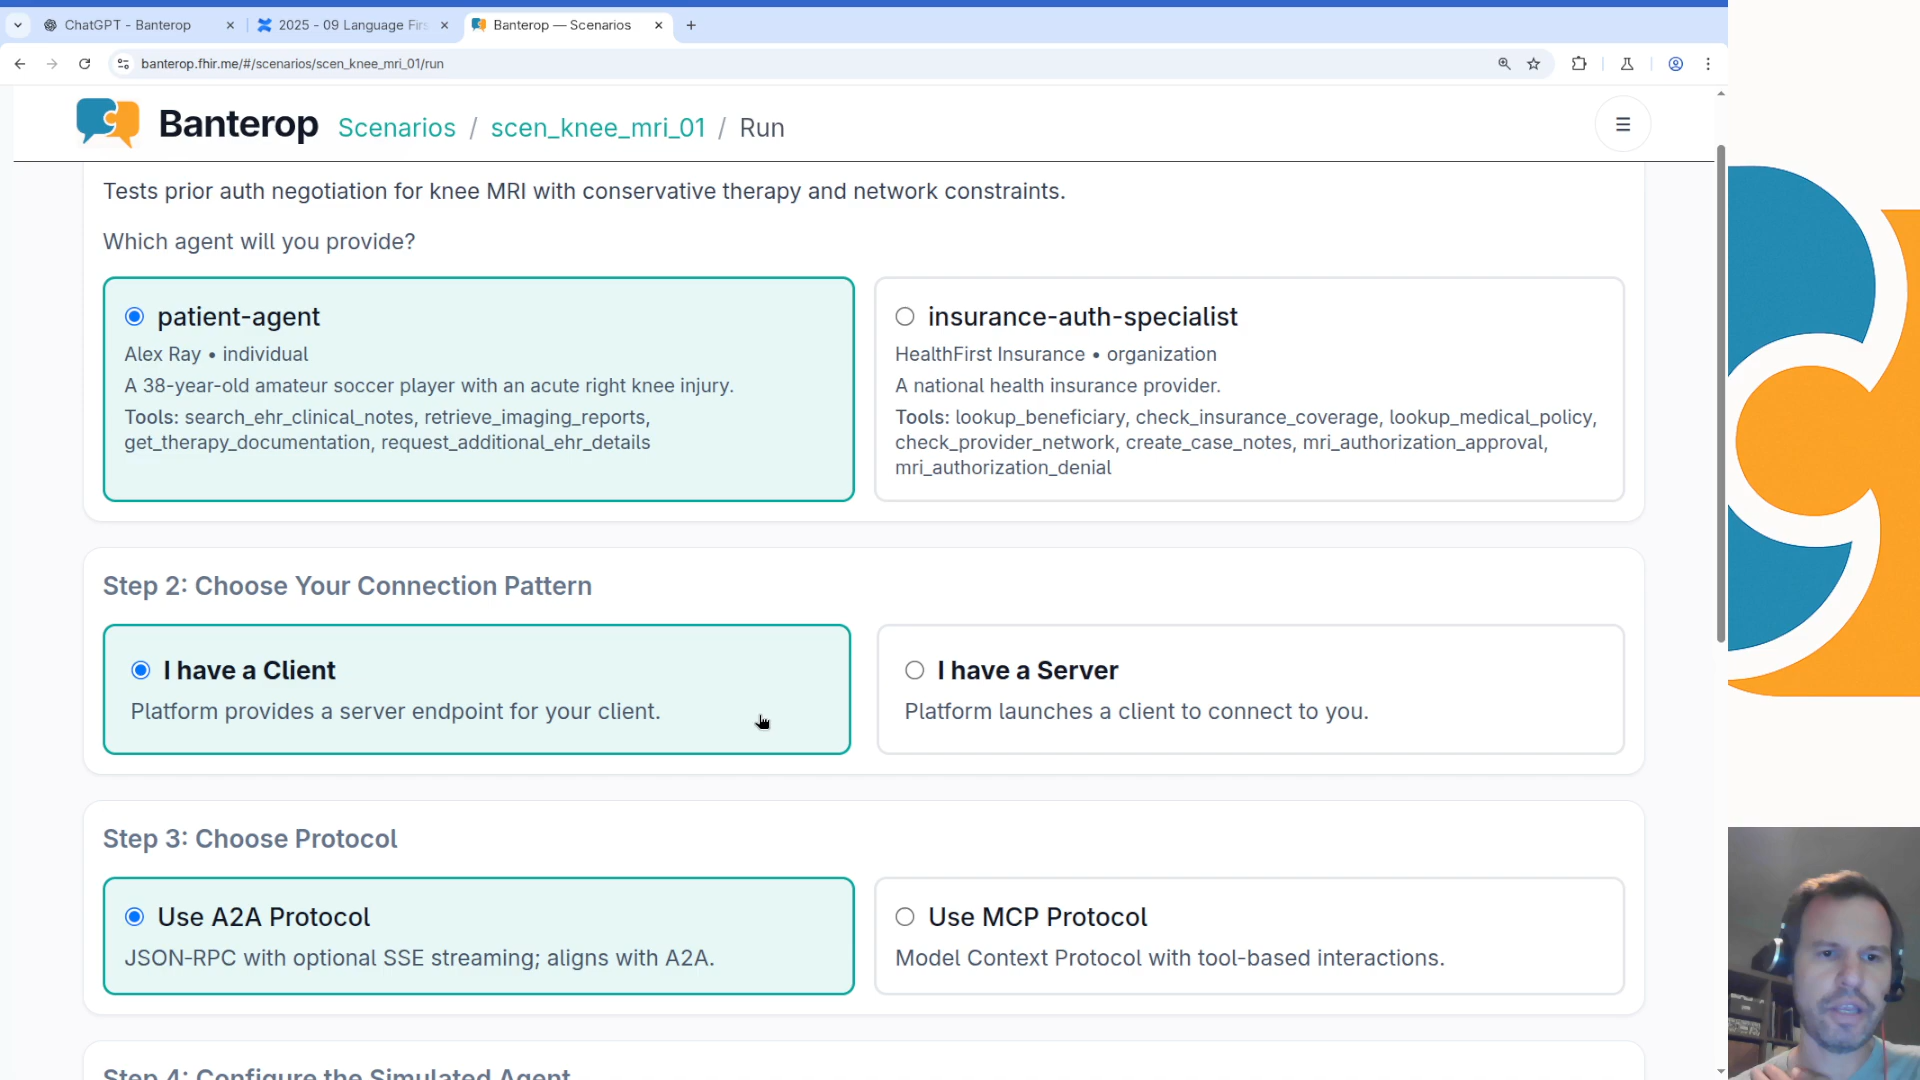 ChatGPT - Banterop
2025 - 09 Language Firs
Banterop — Scenarios
banterop.fhir.me/#/scenarios/scen_knee_mri_01/run
Banterop Scenarios / scen_knee_mri_01 / Run
Tests prior auth negotiation for knee MRI with conservative therapy and network constraints.
Which agent will you provide?
patient-agent
Alex Ray • individual
A 38-year-old amateur soccer player with an acute right knee injury.
Tools: search_ehr_clinical_notes, retrieve_imaging_reports,
get_therapy_documentation, request_additional_ehr_details
insurance-auth-specialist
HealthFirst Insurance • organization
A national health insurance provider.
Tools: lookup_beneficiary, check_insurance_coverage, lookup_medical_policy,
check_provider_network, create_case_notes, mri_authorization_approval,
mri_authorization_denial
Step 2: Choose Your Connection Pattern
I have a Client
Platform provides a server endpoint for your client.
I have a Server
Platform launches a client to connect to you.
Step 3: Choose Protocol
Use A2A Protocol
JSON-RPC with optional SSE streaming; aligns with A2A.
Use MCP Protocol
Model Context Protocol with tool-based interactions.
Step 4: Configure the Simulated Agent